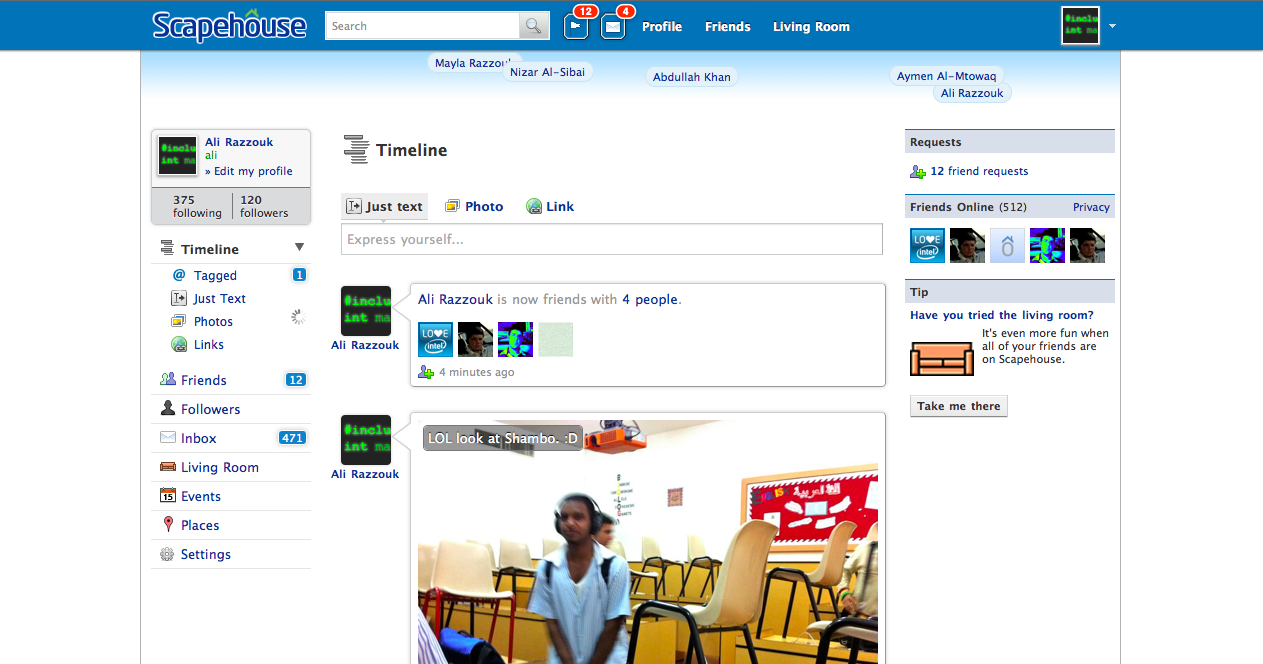 Scapehouse
Search
12
4
Profile
Friends
Living Room
#inclu
int ma
Nizar Al-Sibai
Abdullah Khan
Aymen Al-Mtowaq
Ali Razzouk
#inclu
int ma
Ali Razzouk
ali
» Edit my profile
375
following
120
followers
Timeline
@ Tagged
1
Just Text
Photos
Links
Friends
12
Followers
Inbox
471
Living Room
15
Events
Places
Settings
Timeline
Just text
Photo
Link
Express yourself...
#inclu
int ma
Ali Razzouk
Ali Razzouk is now friends with 4 people.
LO♥E
intel
4 minutes ago
#inclu
int ma
Ali Razzouk
LOL look at Shambo. :D
Requests
12 friend requests
Friends Online (512)
Privacy
LO♥E
intel
Tip
Have you tried the living room?
It's even more fun when
all of your friends are
on Scapehouse.
Take me there